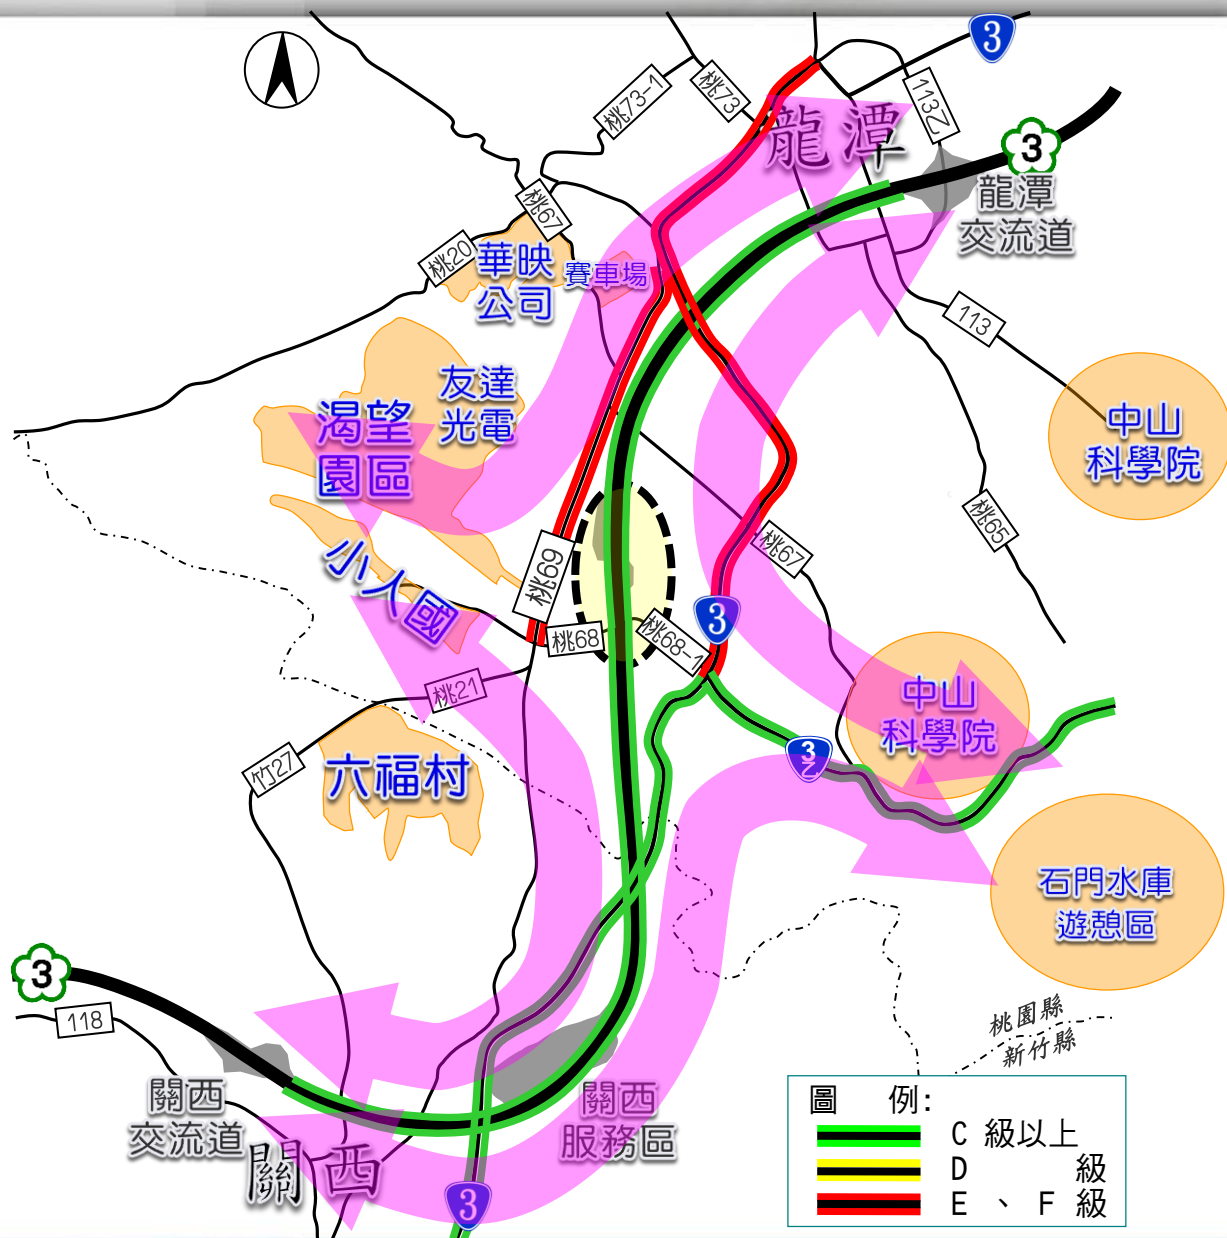 3
桃73-1
桃73
113乙
3
龍潭
龍潭
交流道
桃67
桃20
華映
公司
賽車場
113
友達
光電
渴望
園區
中山
科學院
桃65
小人國
桃69
桃67
3
桃68
桃68-1
桃21
中山
科學院
竹27
六福村
3
乙
石門水庫
遊憩區
3
118
桃園縣
新竹縣
關西
交流道
關西
服務區
關西
3
圖 例:
C 級以上
D 級
E 、 F 級